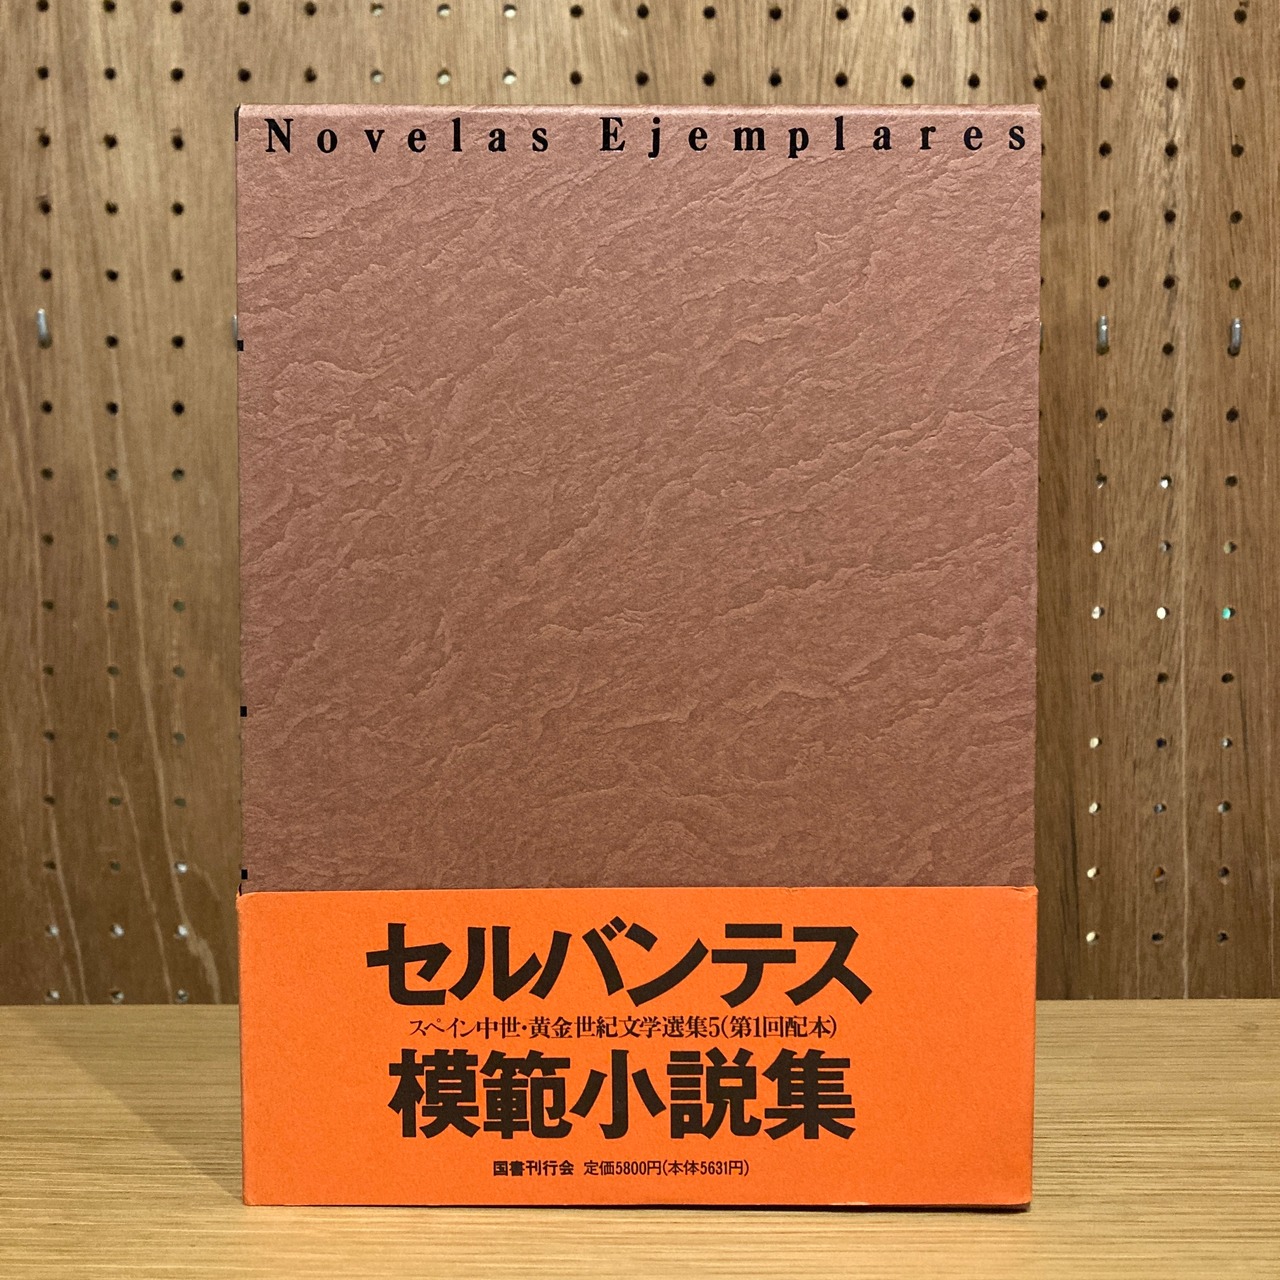 Novelas Ejemplares
セルバンテス
スペイン中世・黄金世紀文学選集5(第1回配本)
模範小説集
国書刊行会 定価5800円(本体5631円)